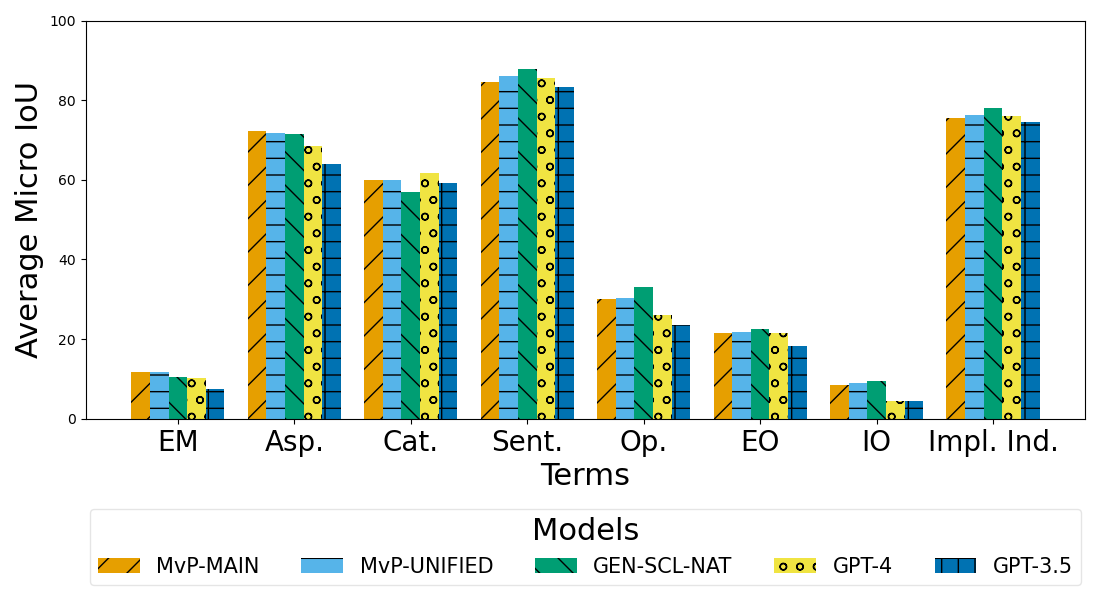 100
80
60
40
20
0
Average Micro IoU
EM Asp. Cat. Sent. Op. EO IO Impl. Ind.
Terms
Models
MvP-MAIN MvP-UNIFIED GEN-SCL-NAT GPT-4 GPT-3.5